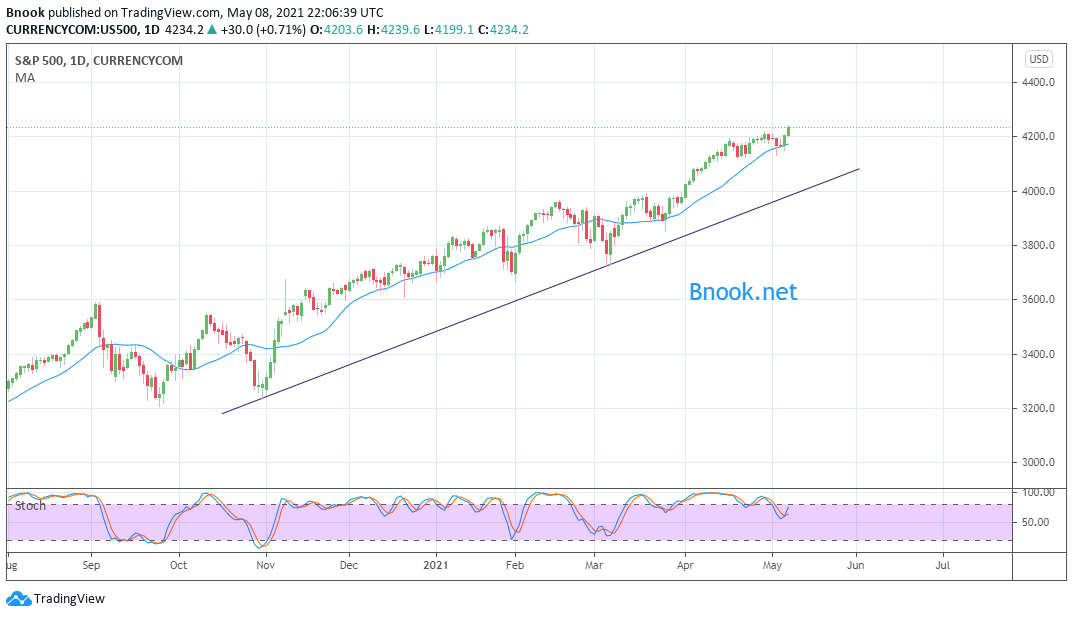 Bnook published on TradingView.com, May 08, 2021 22:06:39 UTC
CURRENCYCOM:US500, 1D 4234.2 ▲ +30.0 (+0.71%) O:4203.6 H:4239.6 L:4199.1 C:4234.2
S&P 500, 1D, CURRENCYCOM
MA
USD
4400.0
4200.0
4000.0
3800.0
3600.0
3400.0
3200.0
3000.0
Bnook.net
Stoch
100.00
50.00
ug Sep Oct Nov Dec 2021 Feb Mar Apr May Jun Jul
TradingView